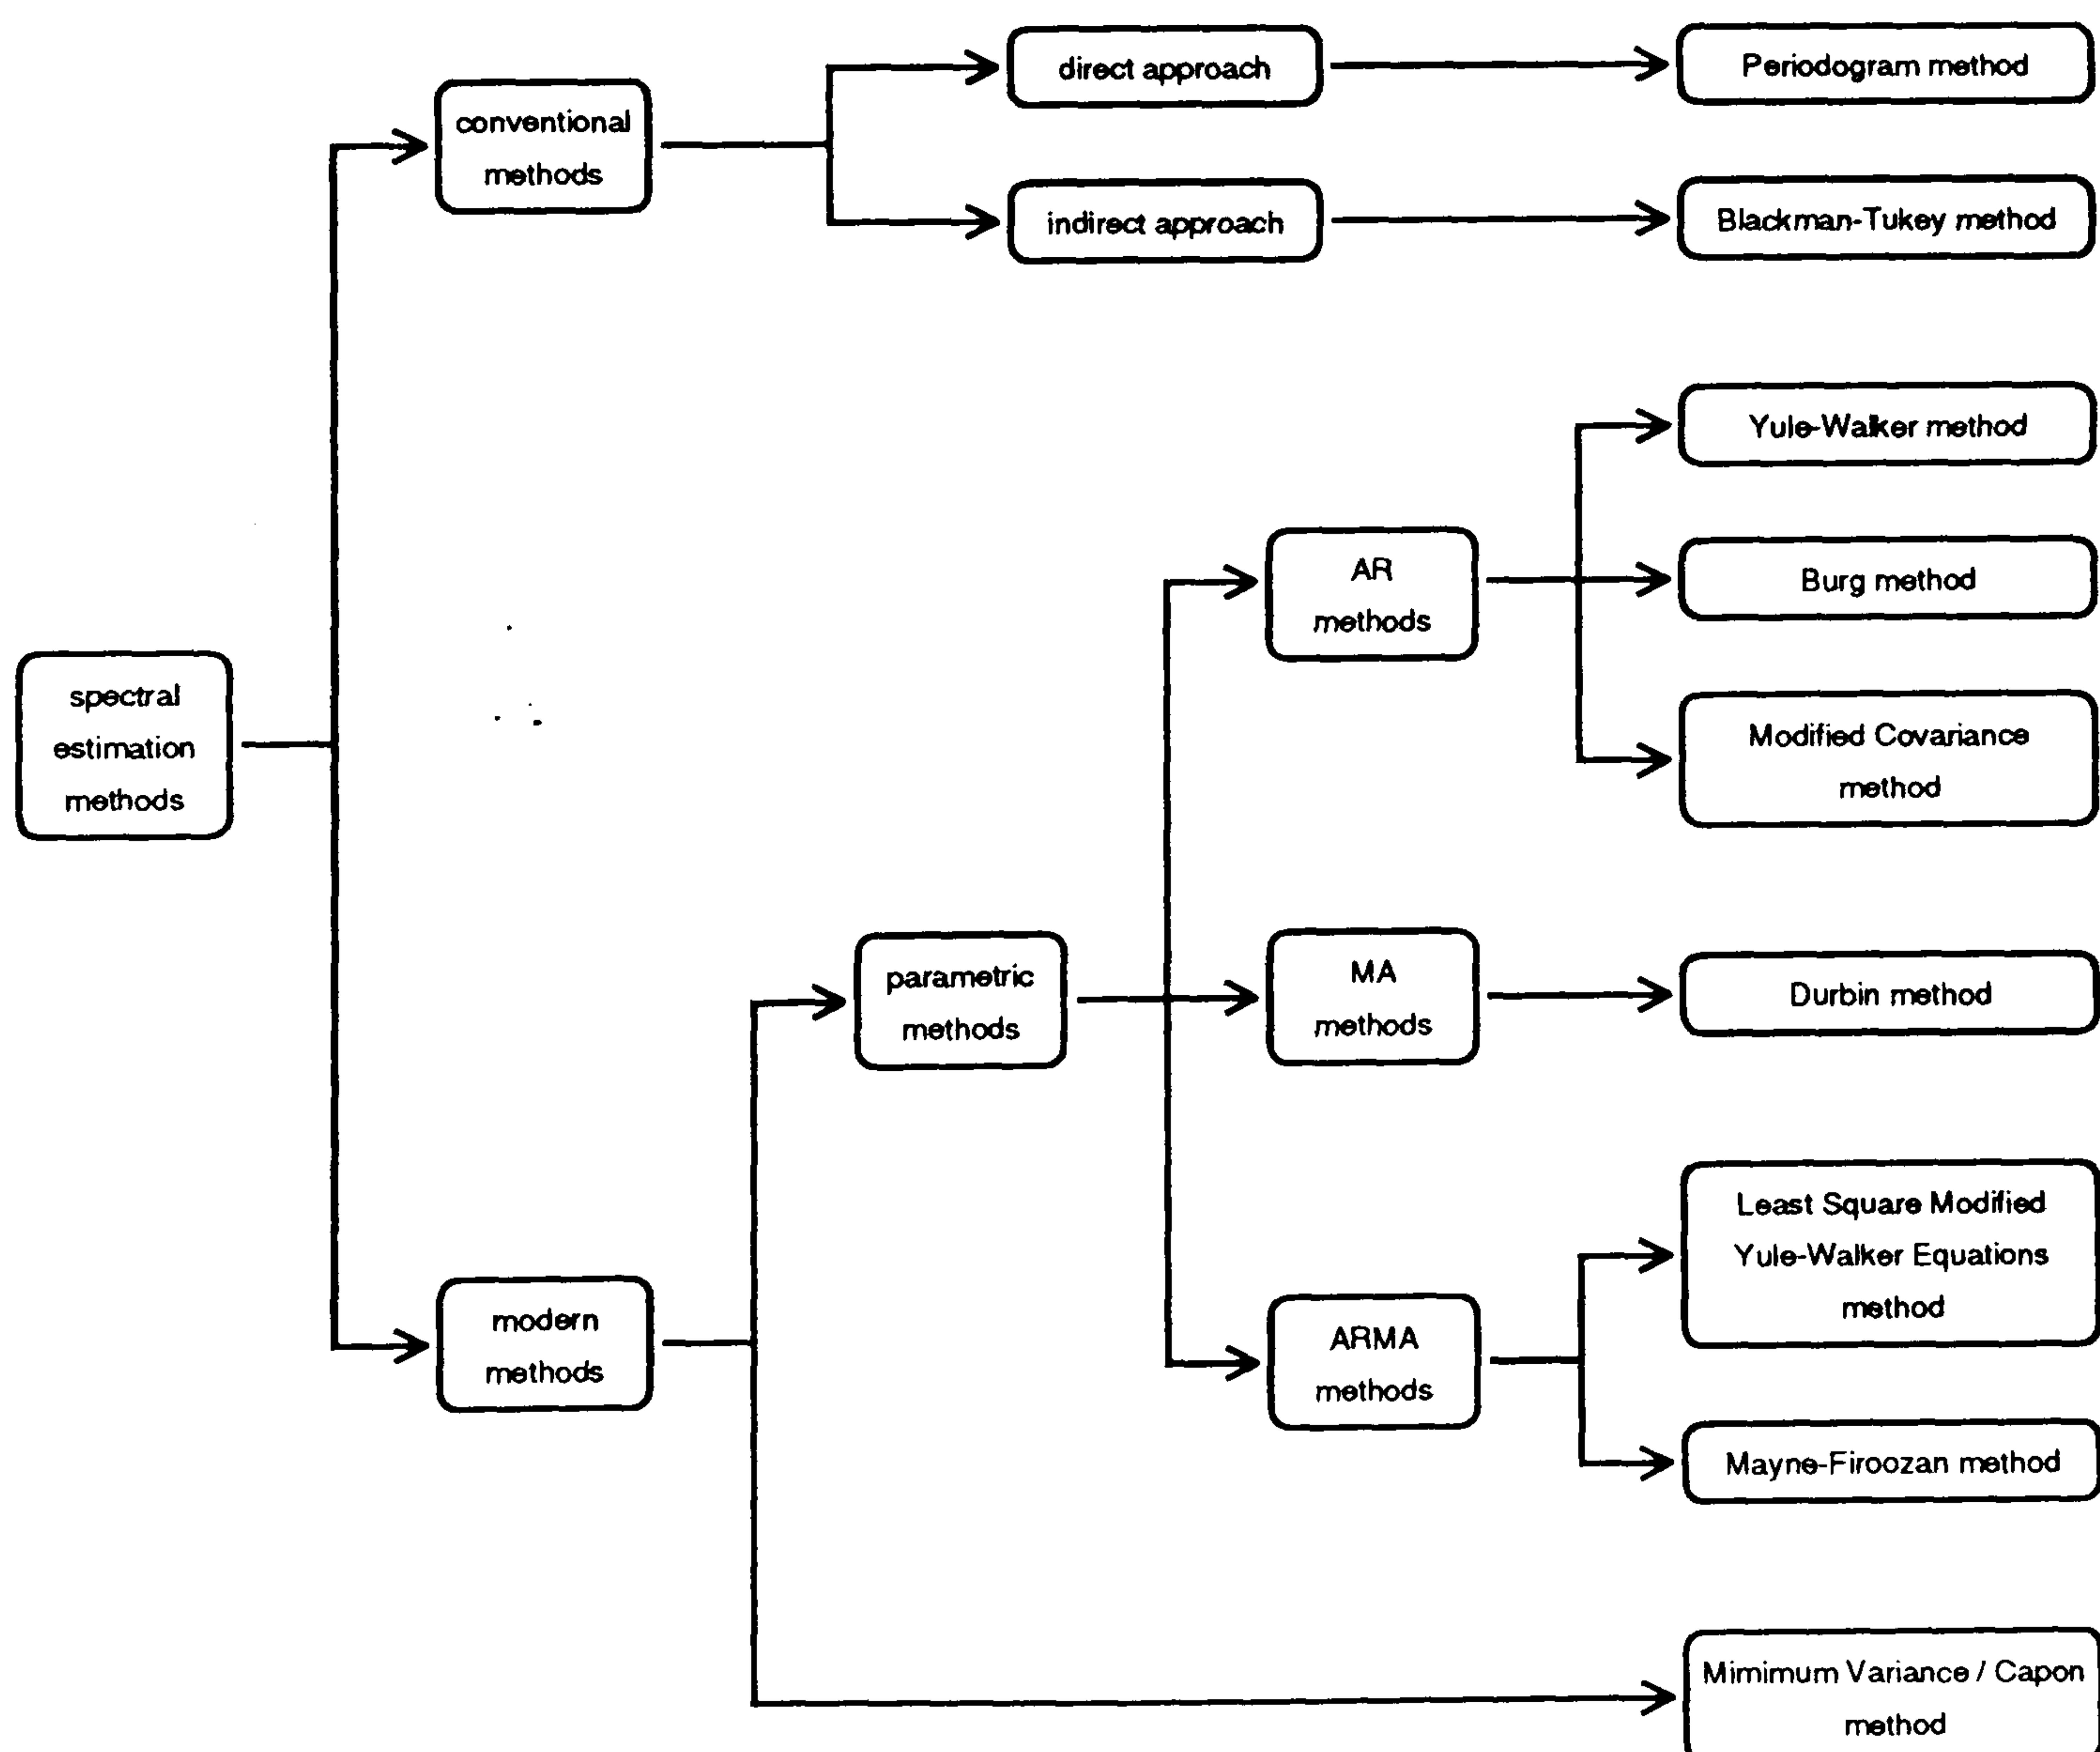 direct approach
Periodogram method
conventional
methods
indirect approach
Blackman-Tukey method
Yule-Walker method
AR
methods
Burg method
spectral
estimation
methods
Modified Covariance
method
parametric
methods
MA
methods
Durbin method
Least Square Modified
Yule-Walker Equations
method
modern
methods
ARMA
methods
Mayne-Firoozan method
Mimimum Variance / Capon
method